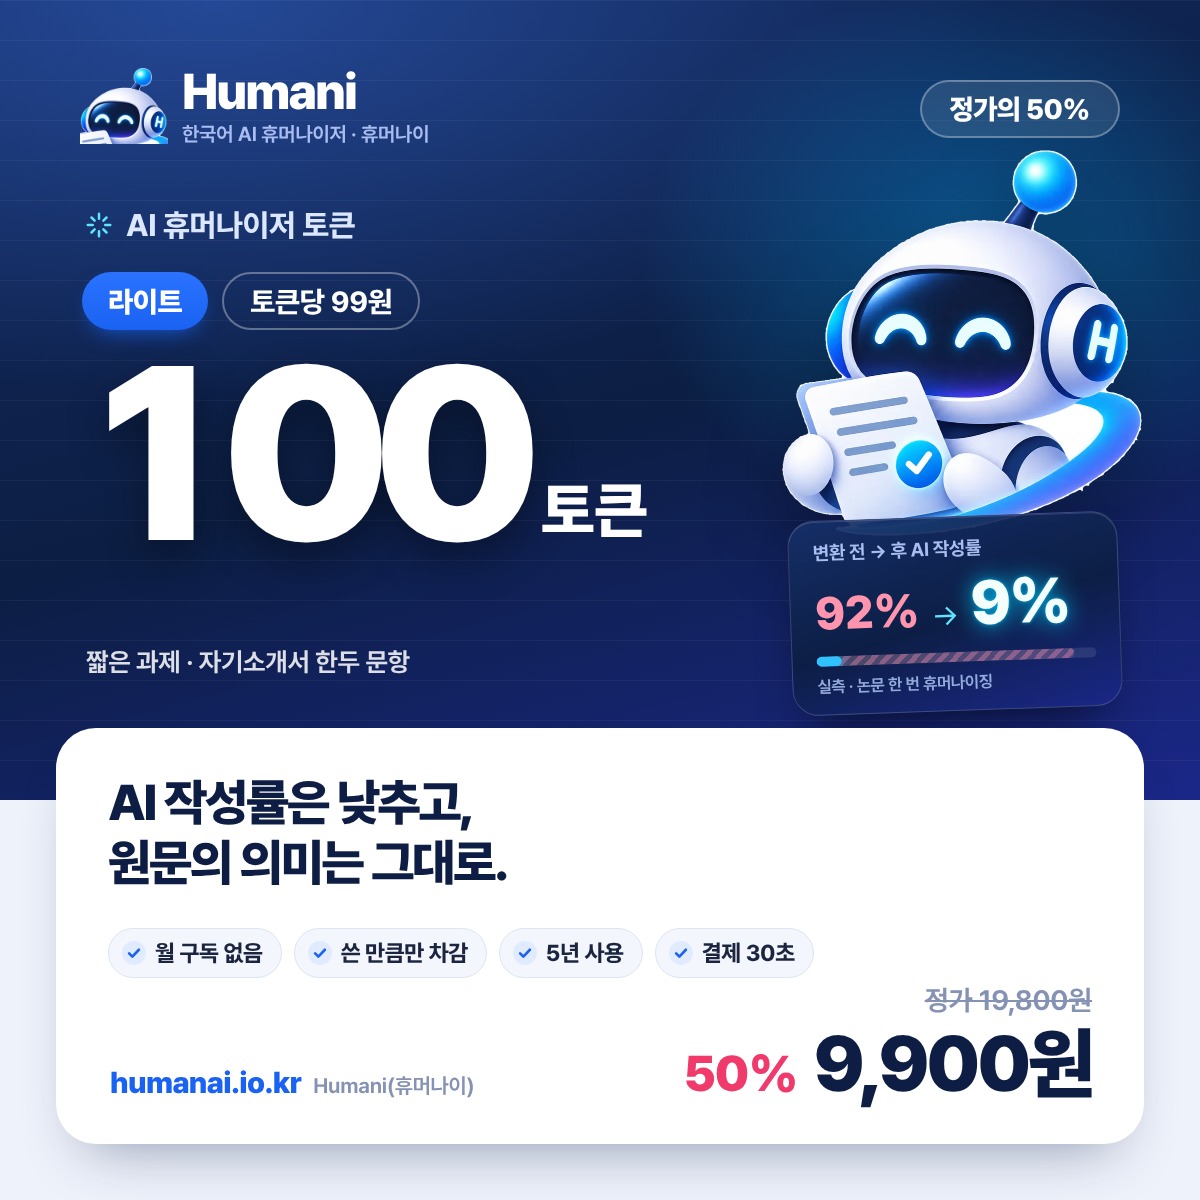 Humani
한국어 AI 휴머나이저 · 휴머나이
정가의 50%
AI 휴머나이저 토큰
라이트
토큰당 99원
100토큰
H
변환 전 → 후 AI 작성률
92% → 9%
실측 · 논문 한 번 휴머나이징
짧은 과제 · 자기소개서 한두 문항
AI 작성률은 낮추고,
원문의 의미는 그대로.
월 구독 없음
쓴 만큼만 차감
5년 사용
결제 30초
정가 19,800원
50% 9,900원
humanai.io.kr Humani(휴머나이)